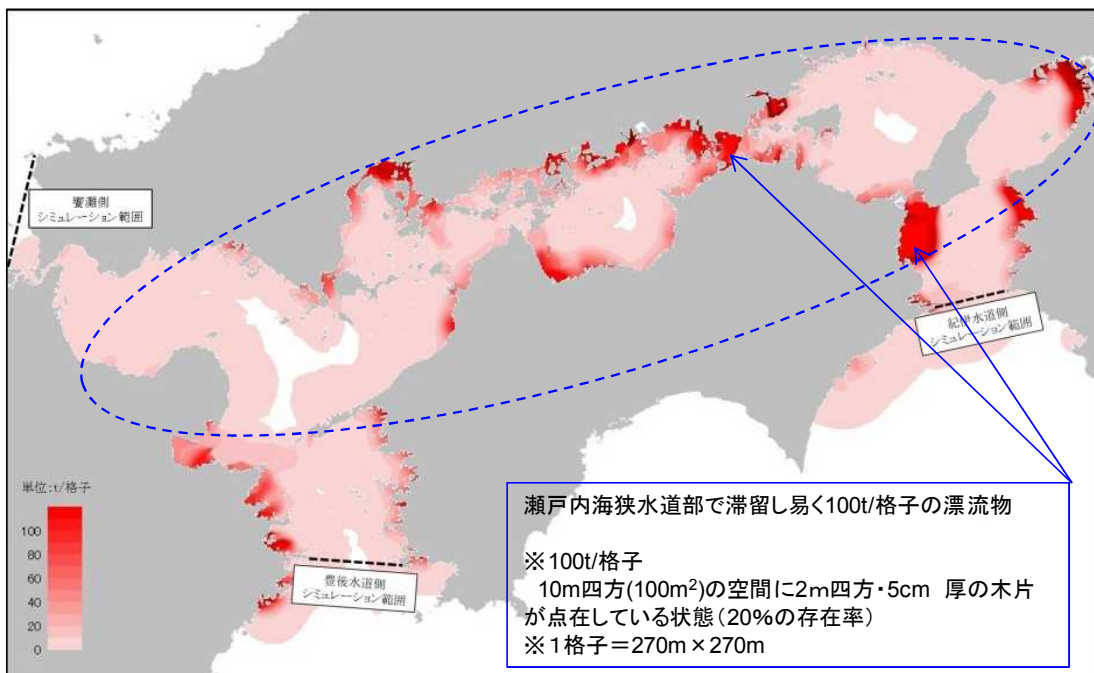 響灘側
シミュレーション範囲
紀伊水道側
シミュレーション範囲
単位:t/格子
100
80
60
40
20
0
豊後水道側
シミュレーション範囲
瀬戸内海狭水道部で滞留し易く100t/格子の漂流物
※100t/格子
10m四方(100m²)の空間に2m四方・5cm 厚の木片
が点在している状態(20%の存在率)
※1格子=270m×270m